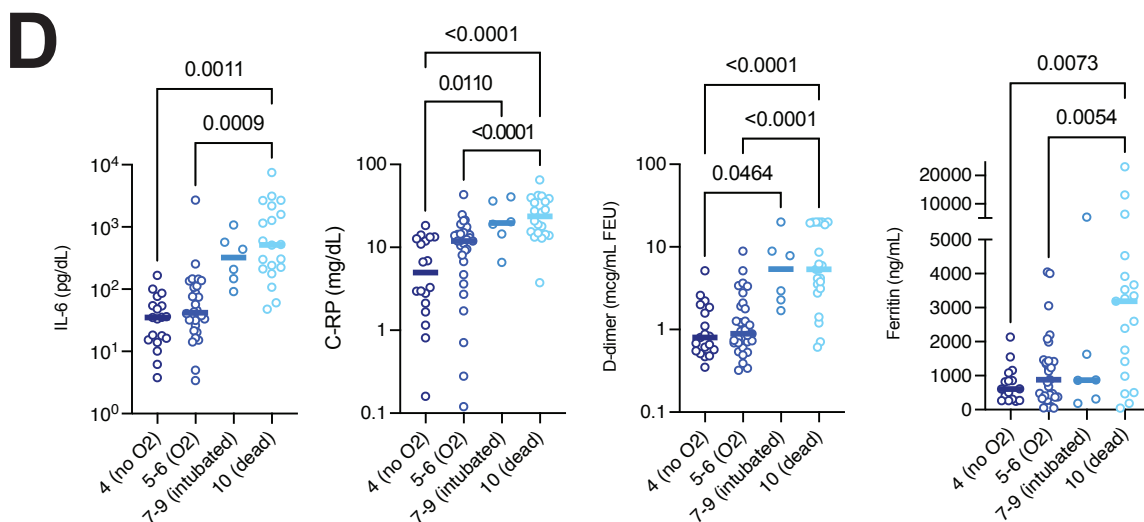 D
0.0011
0.0009
IL-6 (pg/dL)
10⁴
10³
10²
10¹
10⁰
4 (no O2)
5-6 (O2)
7-9 (intubated)
10 (dead)
<0.0001
0.0110
<0.0001
C-RP (mg/dL)
100
10
1
0.1
4 (no O2)
5-6 (O2)
7-9 (intubated)
10 (dead)
<0.0001
<0.0001
0.0464
D-dimer (mcg/mL FEU)
100
10
1
0.1
4 (no O2)
5-6 (O2)
7-9 (intubated)
10 (dead)
0.0073
0.0054
Ferritin (ng/mL)
20000
10000
5000
4000
3000
2000
1000
0
4 (no O2)
5-6 (O2)
7-9 (intubated)
10 (dead)